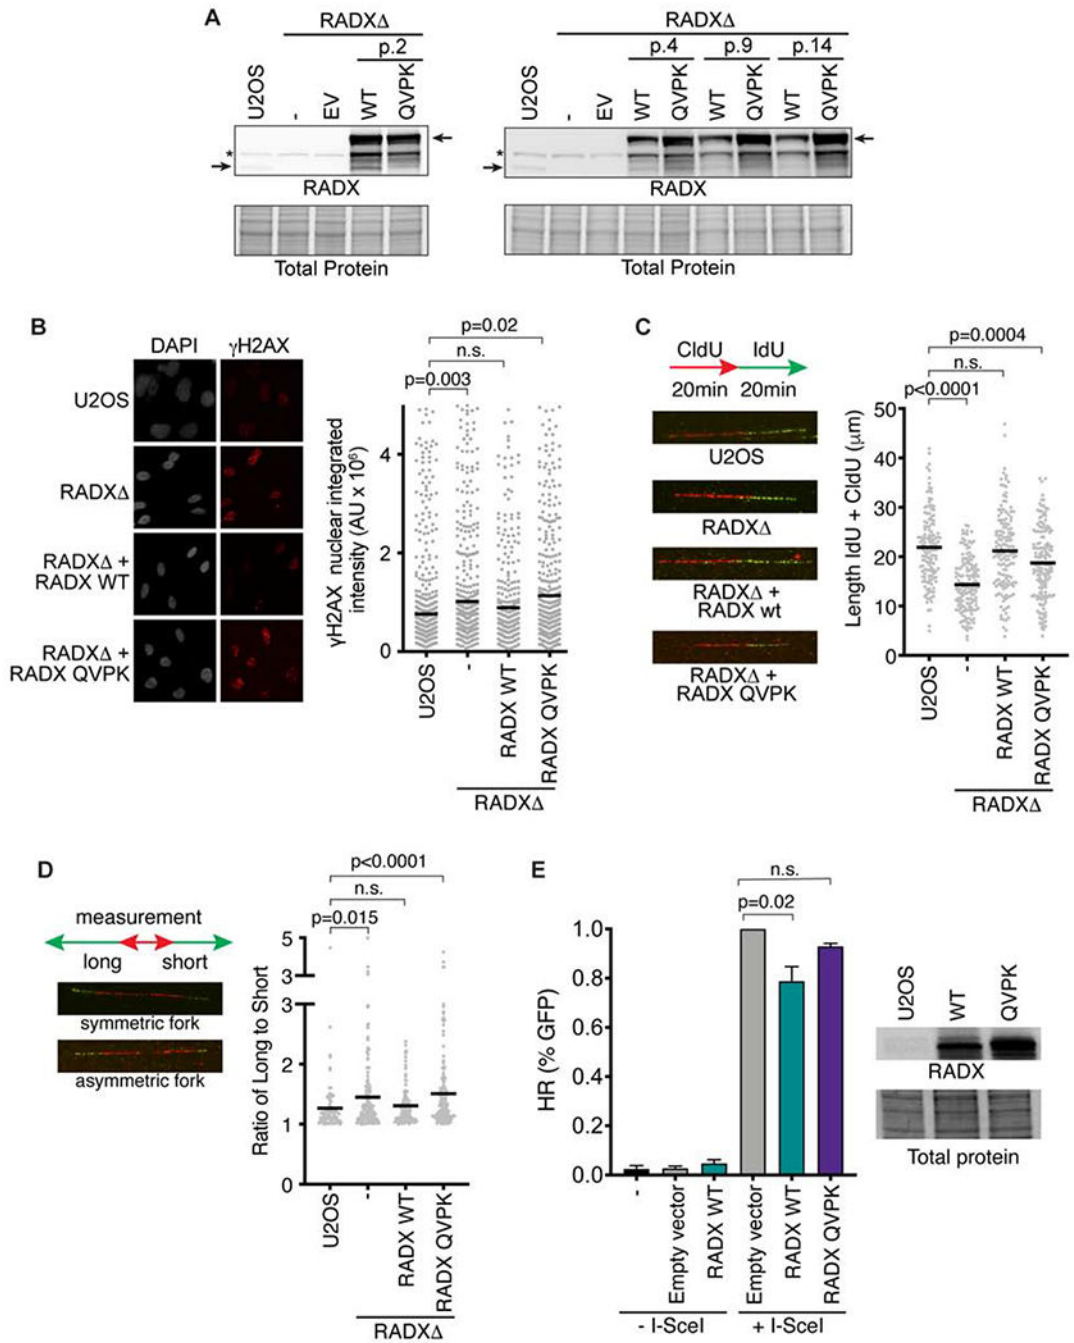 A
RADXΔ
p.2
U2OS
-
EV
WT
QVPK
*
RADX
Total Protein
RADXΔ
p.4
p.9
p.14
U2OS
-
EV
WT
QVPK
WT
QVPK
WT
QVPK
*
RADX
Total Protein
B
DAPI
γH2AX
U2OS
RADXΔ
RADXΔ +
RADX WT
RADXΔ +
RADX QVPK
p=0.02
n.s.
p=0.003
γH2AX nuclear integrated
intensity (AU x 10⁶)
4
2
0
U2OS
-
RADX WT
RADX QVPK
RADXΔ
C
CldU
IdU
20min
20min
U2OS
RADXΔ
RADXΔ +
RADX wt
RADXΔ +
RADX QVPK
p=0.0004
n.s.
p<0.0001
Length IdU + CldU (μm)
50
40
30
20
10
0
U2OS
-
RADX WT
RADX QVPK
RADXΔ
D
measurement
long
short
symmetric fork
asymmetric fork
p<0.0001
n.s.
p=0.015
Ratio of Long to Short
5
3
3
2
1
0
U2OS
-
RADX WT
RADX QVPK
RADXΔ
E
n.s.
p=0.02
HR (% GFP)
1.0
0.8
0.6
0.4
0.2
0.0
-
Empty vector
RADX WT
Empty vector
RADX WT
RADX QVPK
- I-SceI
+ I-SceI
U2OS
WT
QVPK
RADX
Total protein